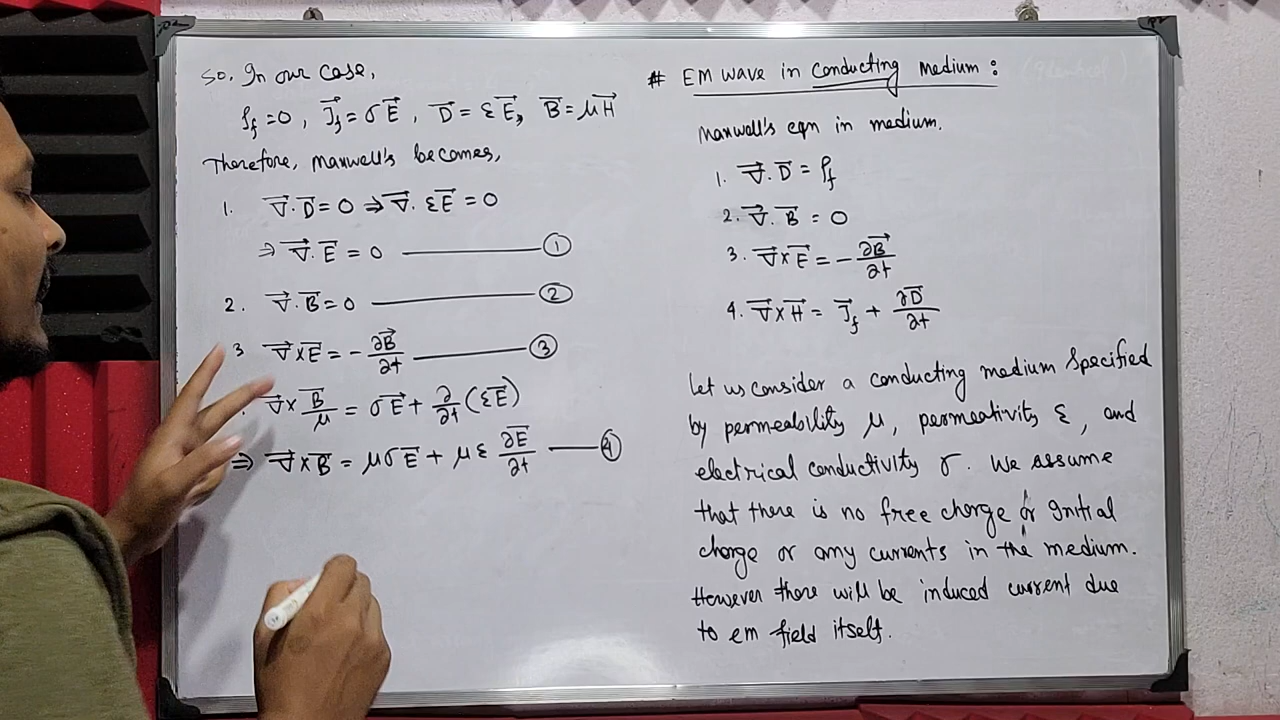 # EM wave in conducting medium :
Maxwell's eqn in medium.
1. ∇⃗. D⃗ = ρf
2. ∇⃗. B⃗ = 0
3. ∇⃗×E⃗ = - ∂B⃗/∂t
4. ∇⃗×H⃗ = J⃗f + ∂D⃗/∂t
Let us consider a conducting medium specified
by permeability μ, permeativity ε, and
electrical conductivity σ. We assume
that there is no free charge or Initial
charge or any currents in the medium.
However there will be induced current due
to em field itself.
So, In our case,
ρf =0, J⃗f = σE⃗, D⃗ = εE⃗, B⃗ = μH⃗
Therefore, maxwell's becomes,
1. ∇⃗. D⃗ = 0 ⇒ ∇⃗. εE⃗ = 0
⇒ ∇⃗. E⃗ = 0 —— ①
2. ∇⃗. B⃗ = 0 —— ②
3 ∇⃗×E⃗ = - ∂B⃗/∂t —— ③
∇⃗× B⃗/μ = σE⃗ + ∂/∂t (εE⃗)
⇒ ∇⃗×B⃗ = μσE⃗ + με ∂E⃗/∂t —— ④